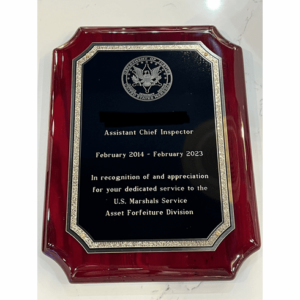 Assistant Chief Inspector
February 2014 - February 2023
In recognition of and appreciation
for your dedicated service to the
U.S. Marshals Service
Asset Forfeiture Division